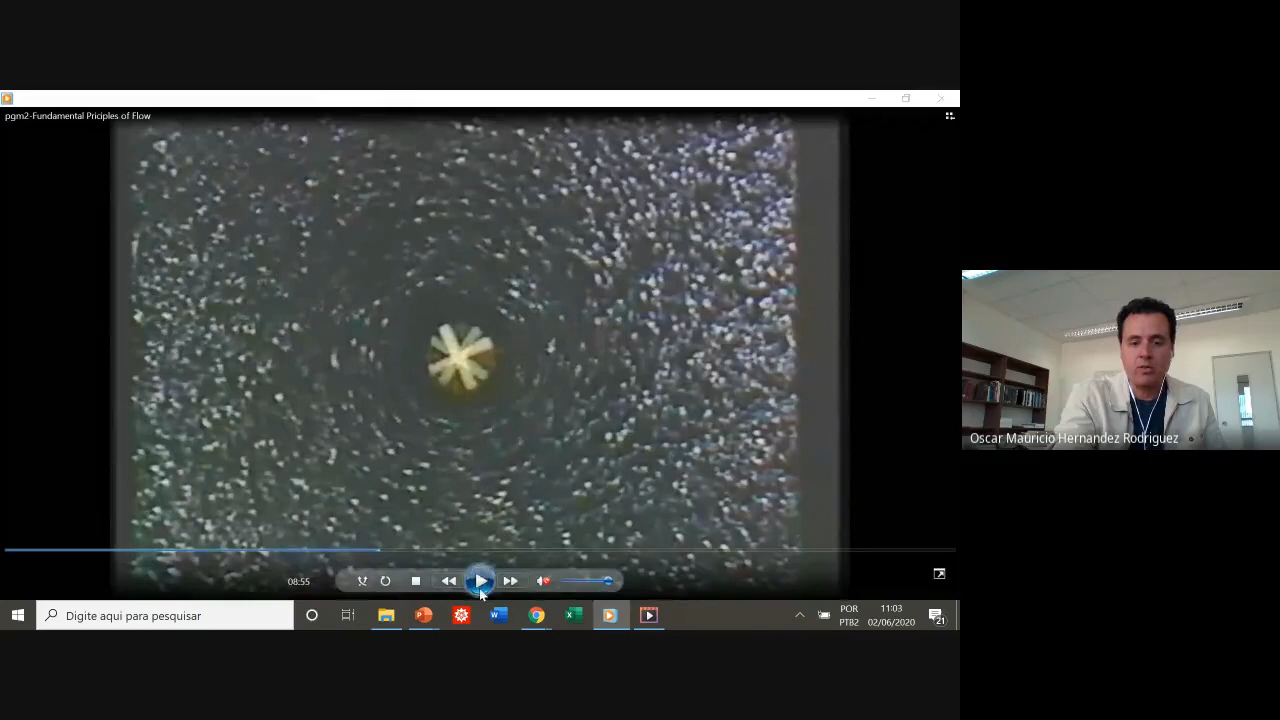 pgm2-Fundamental Priciples of Flow
Oscar Mauricio Hernandez Rodriguez
08:55
Digite aqui para pesquisar
POR
PTB2
11:03
02/06/2020
21